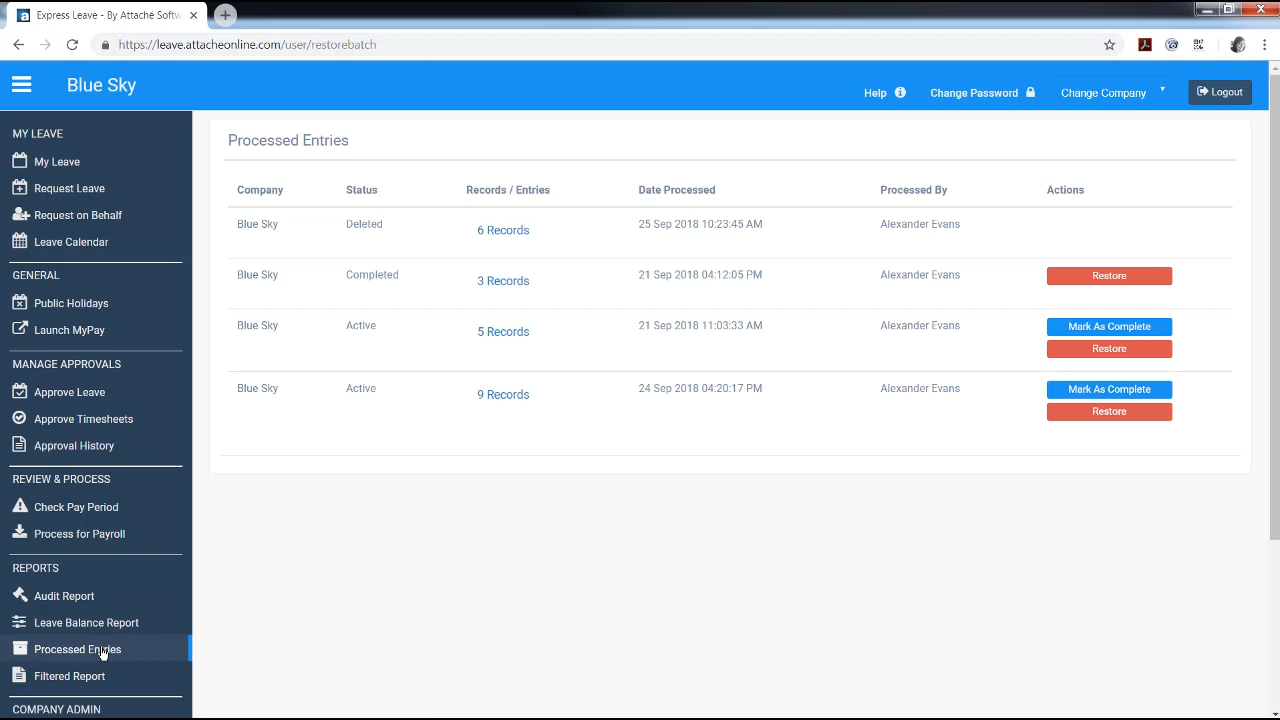 Express Leave - By Attaché Softw
https://leave.attacheonline.com/user/restorebatch
Blue Sky
Help
Change Password
Change Company
Logout
MY LEAVE
My Leave
Request Leave
Request on Behalf
Leave Calendar
GENERAL
Public Holidays
Launch MyPay
MANAGE APPROVALS
Approve Leave
Approve Timesheets
Approval History
REVIEW & PROCESS
Check Pay Period
Process for Payroll
REPORTS
Audit Report
Leave Balance Report
Processed Entries
Filtered Report
COMPANY ADMIN
Processed Entries
Company Status Records / Entries Date Processed Processed By Actions
Blue Sky Deleted 6 Records 25 Sep 2018 10:23:45 AM Alexander Evans
Blue Sky Completed 3 Records 21 Sep 2018 04:12:05 PM Alexander Evans Restore
Blue Sky Active 5 Records 21 Sep 2018 11:03:33 AM Alexander Evans Mark As Complete
Restore
Blue Sky Active 9 Records 24 Sep 2018 04:20:17 PM Alexander Evans Mark As Complete
Restore